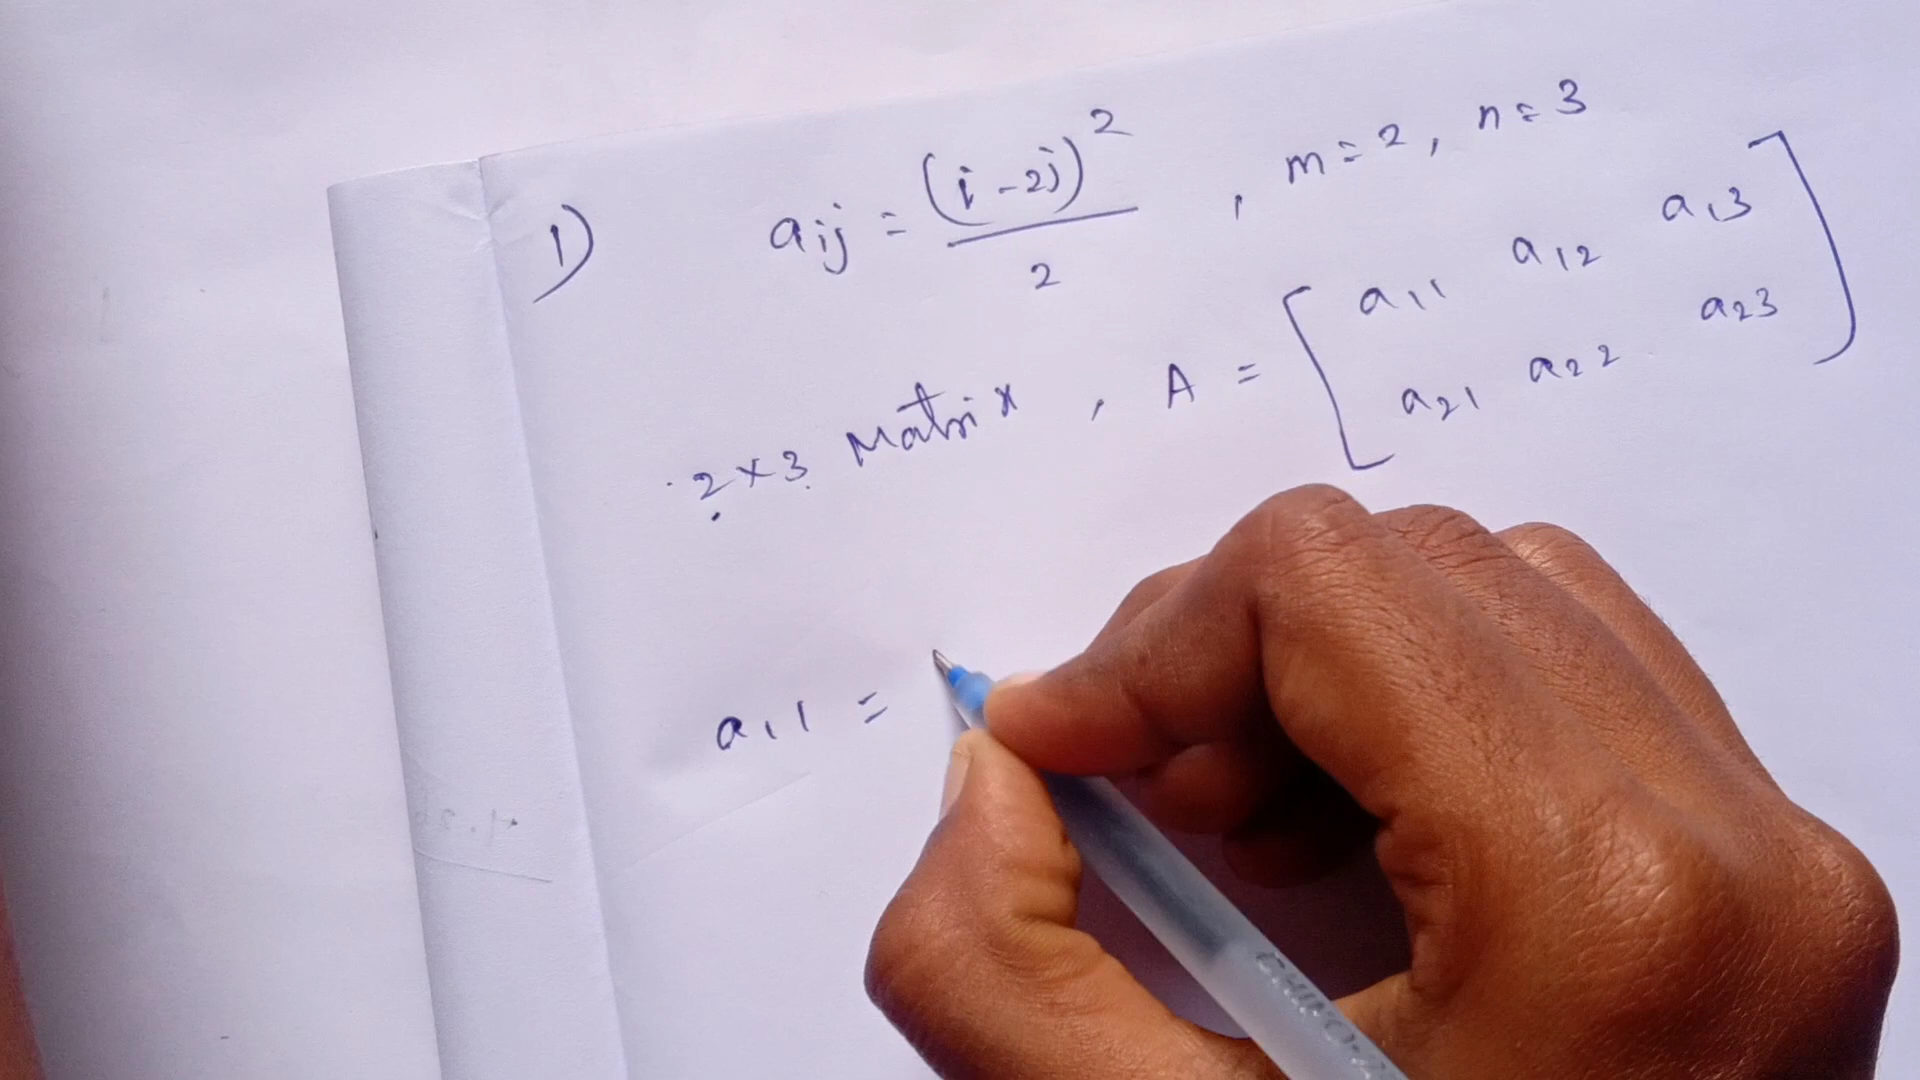 1) aij = (i - 2j)² / 2 , m = 2, n = 3
2 x 3 Matrix , A = [ a11 a12 a13
a21 a22 a23 ]
a11 =